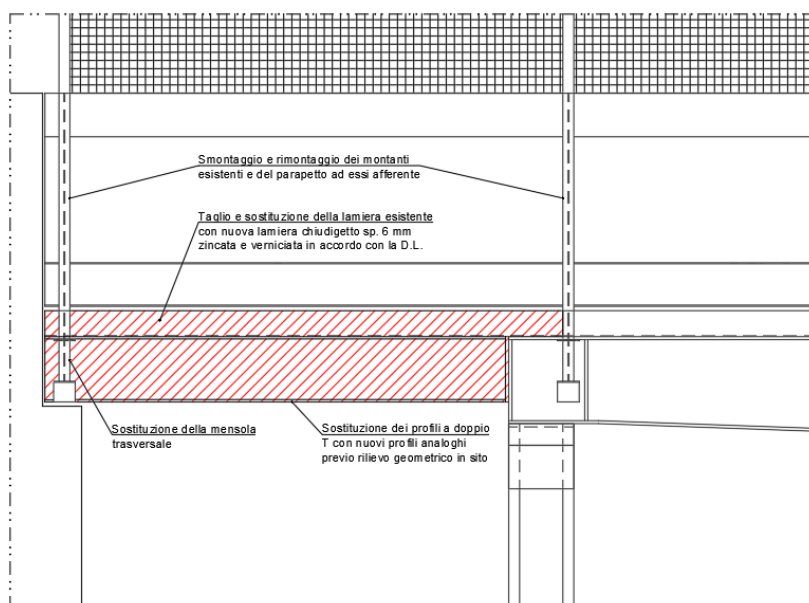 Smontaggio e rimontaggio dei montanti
esistenti e del parapetto ad essi afferente
Taglio e sostituzione della lamiera esistente
con nuova lamiera chiudigetto sp. 6 mm
zincata e verniciata in accordo con la D.L.
Sostituzione della mensola
trasversale
Sostituzione dei profili a doppio
T con nuovi profili analoghi
previo rilievo geometrico in sito